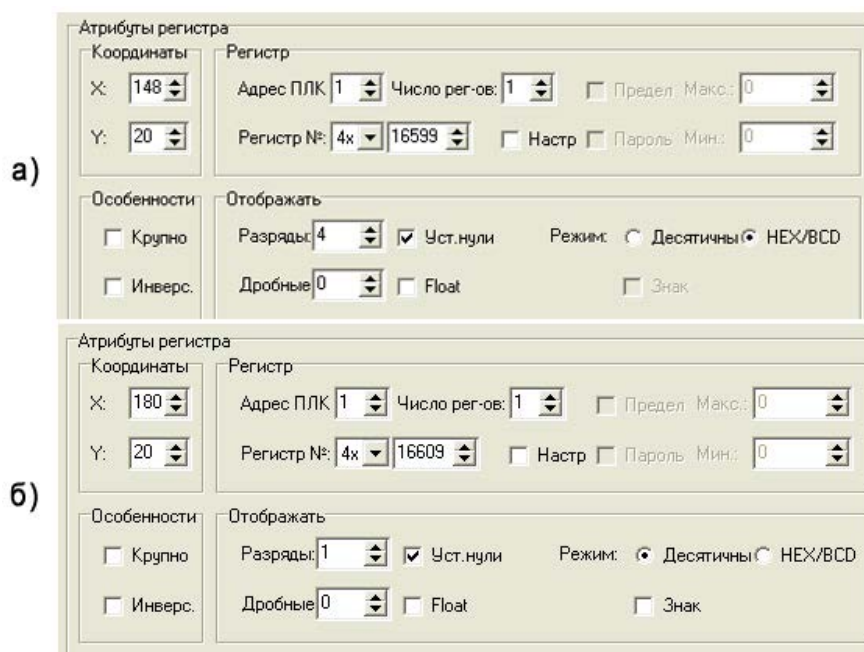 а)
Атрибуты регистра
Координаты Регистр
X: 148 Адрес ПЛК 1 Число рег-ов: 1 Предел Макс.: 0
Y: 20 Регистр №: 4x 16599 Настр Пароль Мин.: 0
Особенности Отображать
Крупно Разряды: 4 Уст.нули Режим: Десятичны HEX/BCD
Инверс. Дробные 0 Float Знак
б)
Атрибуты регистра
Координаты Регистр
X: 180 Адрес ПЛК 1 Число рег-ов: 1 Предел Макс.: 0
Y: 20 Регистр №: 4x 16609 Настр Пароль Мин.: 0
Особенности Отображать
Крупно Разряды: 1 Уст.нули Режим: Десятичны HEX/BCD
Инверс. Дробные 0 Float Знак